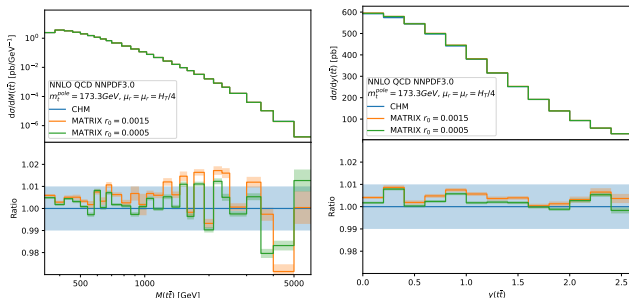 dσ/dM(tt̄) [pb/GeV⁻¹]
10⁰
10⁻²
10⁻⁴
10⁻⁶
NNLO QCD NNPDF3.0
m_t^pole = 173.3GeV, μ_r = μ_r = H_T/4
CHM
MATRIX r₀ = 0.0015
MATRIX r₀ = 0.0005
Ratio
1.02
1.01
1.00
0.99
0.98
500
1000
2000
5000
M(tt̄) [GeV]
dσ/dy(tt̄) [pb]
600
500
400
300
200
100
0
NNLO QCD NNPDF3.0
m_t^pole = 173.3GeV, μ_r = μ_r = H_T/4
CHM
MATRIX r₀ = 0.0015
MATRIX r₀ = 0.0005
Ratio
1.02
1.01
1.00
0.99
0.98
0.0
0.5
1.0
1.5
2.0
2.5
y(tt̄)